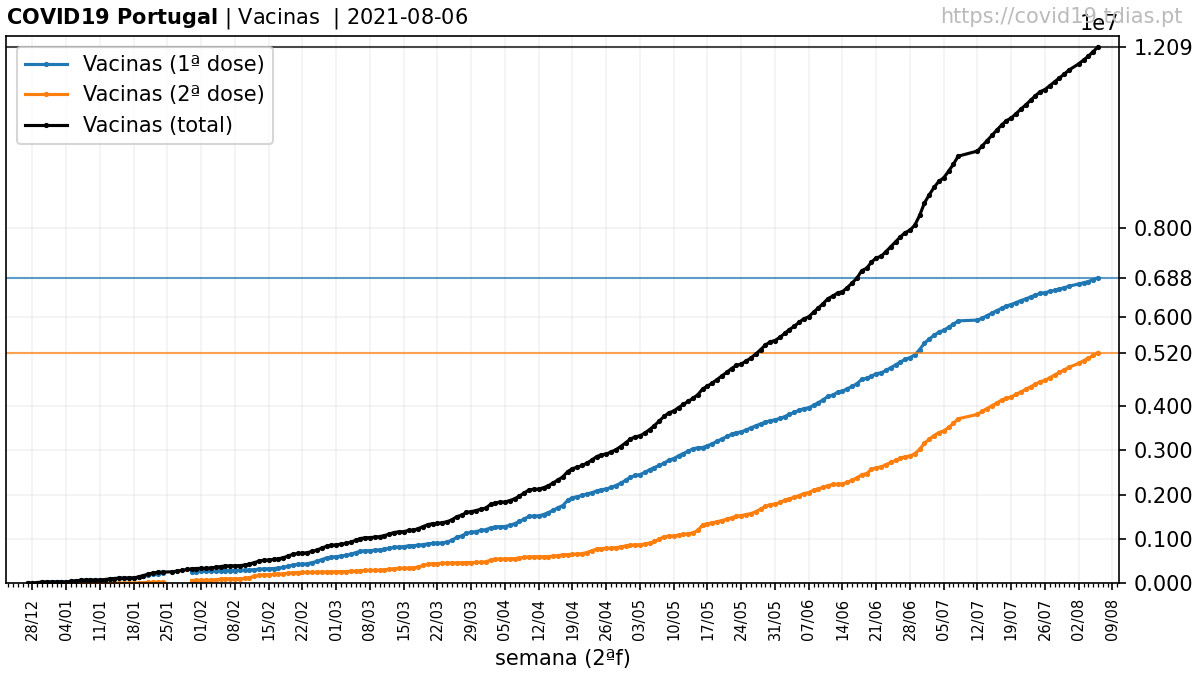 COVID19 Portugal | Vacinas | 2021-08-06
https://covid19.tdias.pt
1e7
Vacinas (1ª dose)
Vacinas (2ª dose)
Vacinas (total)
1.209
0.800
0.688
0.600
0.520
0.400
0.300
0.200
0.100
0.000
28/12 04/01 11/01 18/01 25/01 01/02 08/02 15/02 22/02 01/03 08/03 15/03 22/03 29/03 05/04 12/04 19/04 26/04 03/05 10/05 17/05 24/05 31/05 07/06 14/06 21/06 28/06 05/07 12/07 19/07 26/07 02/08 09/08
semana (2ªf)